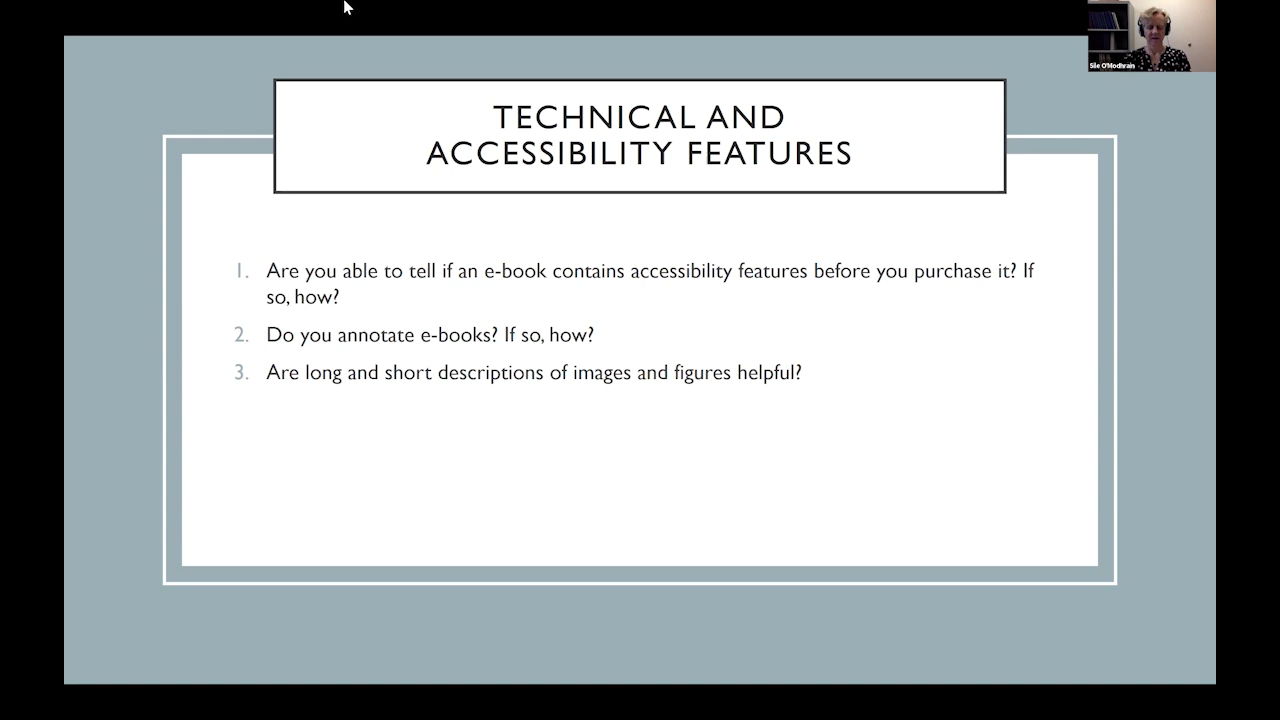 Sile O'Modhrain
TECHNICAL AND
ACCESSIBILITY FEATURES
1. Are you able to tell if an e-book contains accessibility features before you purchase it? If
so, how?
2. Do you annotate e-books? If so, how?
3. Are long and short descriptions of images and figures helpful?